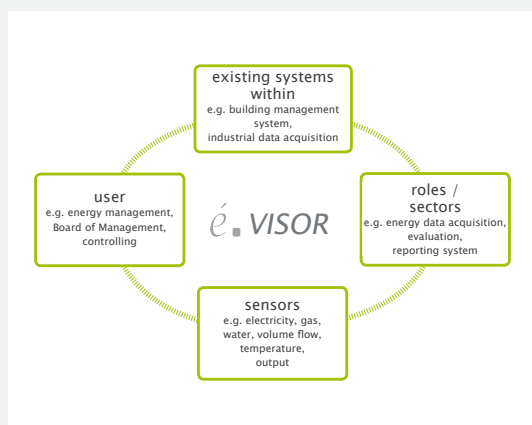 existing systems
within
e.g. building management
system,
industrial data acquisition
user
e.g. energy management,
Board of Management,
controlling
é. VISOR
roles /
sectors
e.g. energy data acquisition,
evaluation,
reporting system
sensors
e.g. electricity, gas,
water, volume flow,
temperature,
output